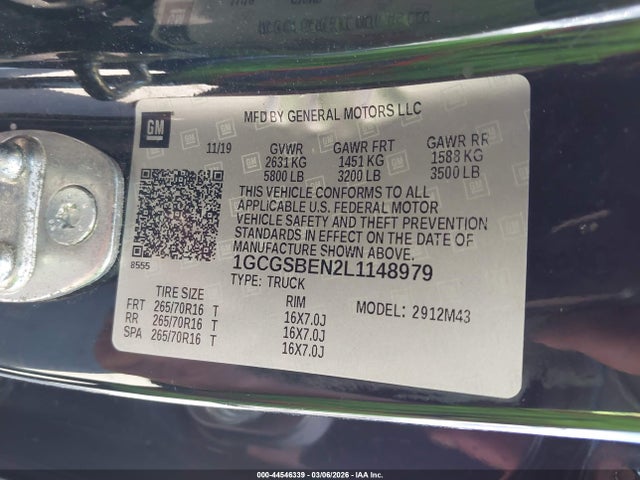 MFD BY GENERAL MOTORS LLC
GM
11/19 GVWR GAWR FRT GAWR RR
2631 KG 1451 KG 1588 KG
5800 LB 3200 LB 3500 LB
THIS VEHICLE CONFORMS TO ALL
APPLICABLE U.S. FEDERAL MOTOR
VEHICLE SAFETY AND THEFT PREVENTION
STANDARDS IN EFFECT ON THE DATE OF
MANUFACTURE SHOWN ABOVE.
8555
1GCGSBEN2L1148979
TYPE: TRUCK
TIRE SIZE RIM MODEL: 2912M43
FRT 265/70R16 T 16X7.0J
RR 265/70R16 T 16X7.0J
SPA 265/70R16 T 16X7.0J
000-44546339 - 03/06/2026 - IAA Inc.